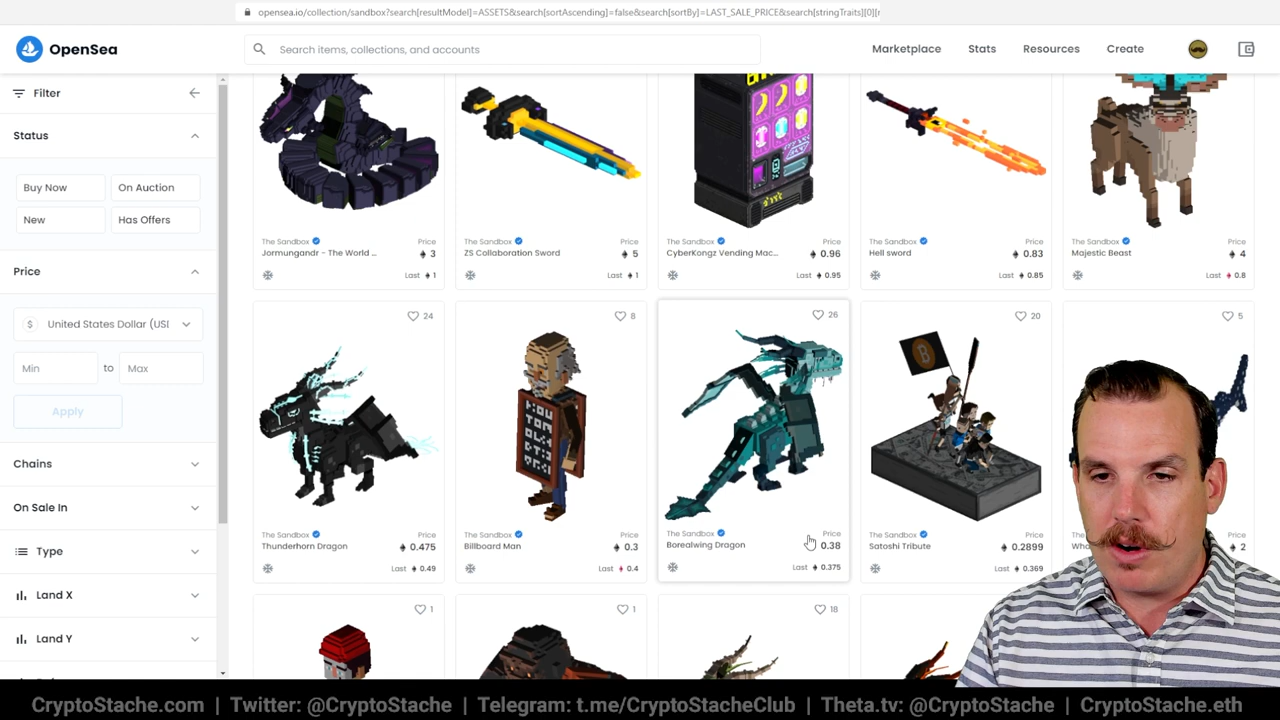 opensea.io/collection/sandbox?search[resultModel]=ASSETS&search[sortAscending]=false&search[sortBy]=LAST_SALE_PRICE&search[stringTraits][0][r
OpenSea
Search items, collections, and accounts
Marketplace
Stats
Resources
Create
Filter
Status
Buy Now
On Auction
New
Has Offers
Price
$ United States Dollar (USI
Min to Max
Apply
Chains
On Sale In
Type
Land X
Land Y
The Sandbox Price
Jormungandr - The World ... 3
Last 1
The Sandbox Price
ZS Collaboration Sword 5
Last 1
The Sandbox Price
CyberKongz Vending Mac... 0.96
Last 0.95
The Sandbox Price
Hell sword 0.83
Last 0.85
The Sandbox Price
Majestic Beast 4
Last 0.8
24
The Sandbox Price
Thunderhorn Dragon 0.475
Last 0.49
8
The Sandbox Price
Billboard Man 0.3
Last 0.4
26
The Sandbox Price
Borealwing Dragon 0.38
Last 0.375
20
The Sandbox Price
Satoshi Tribute 0.2899
Last 0.369
5
The Sandbox
Wha
2
1
1
18
CryptoStache.com | Twitter: @CryptoStache | Telegram: t.me/CryptoStacheClub | Theta.tv: @CryptoStache | CryptoStache.eth